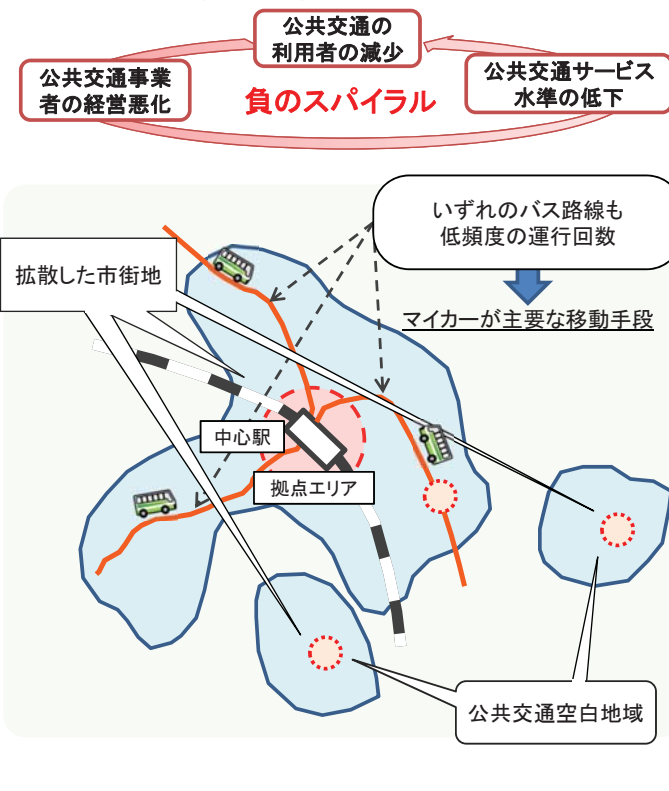 公共交通の
利用者の減少
公共交通事業
者の経営悪化
負のスパイラル
公共交通サービス
水準の低下
いずれのバス路線も
低頻度の運行回数
拡散した市街地
マイカーが主要な移動手段
中心駅
拠点エリア
公共交通空白地域